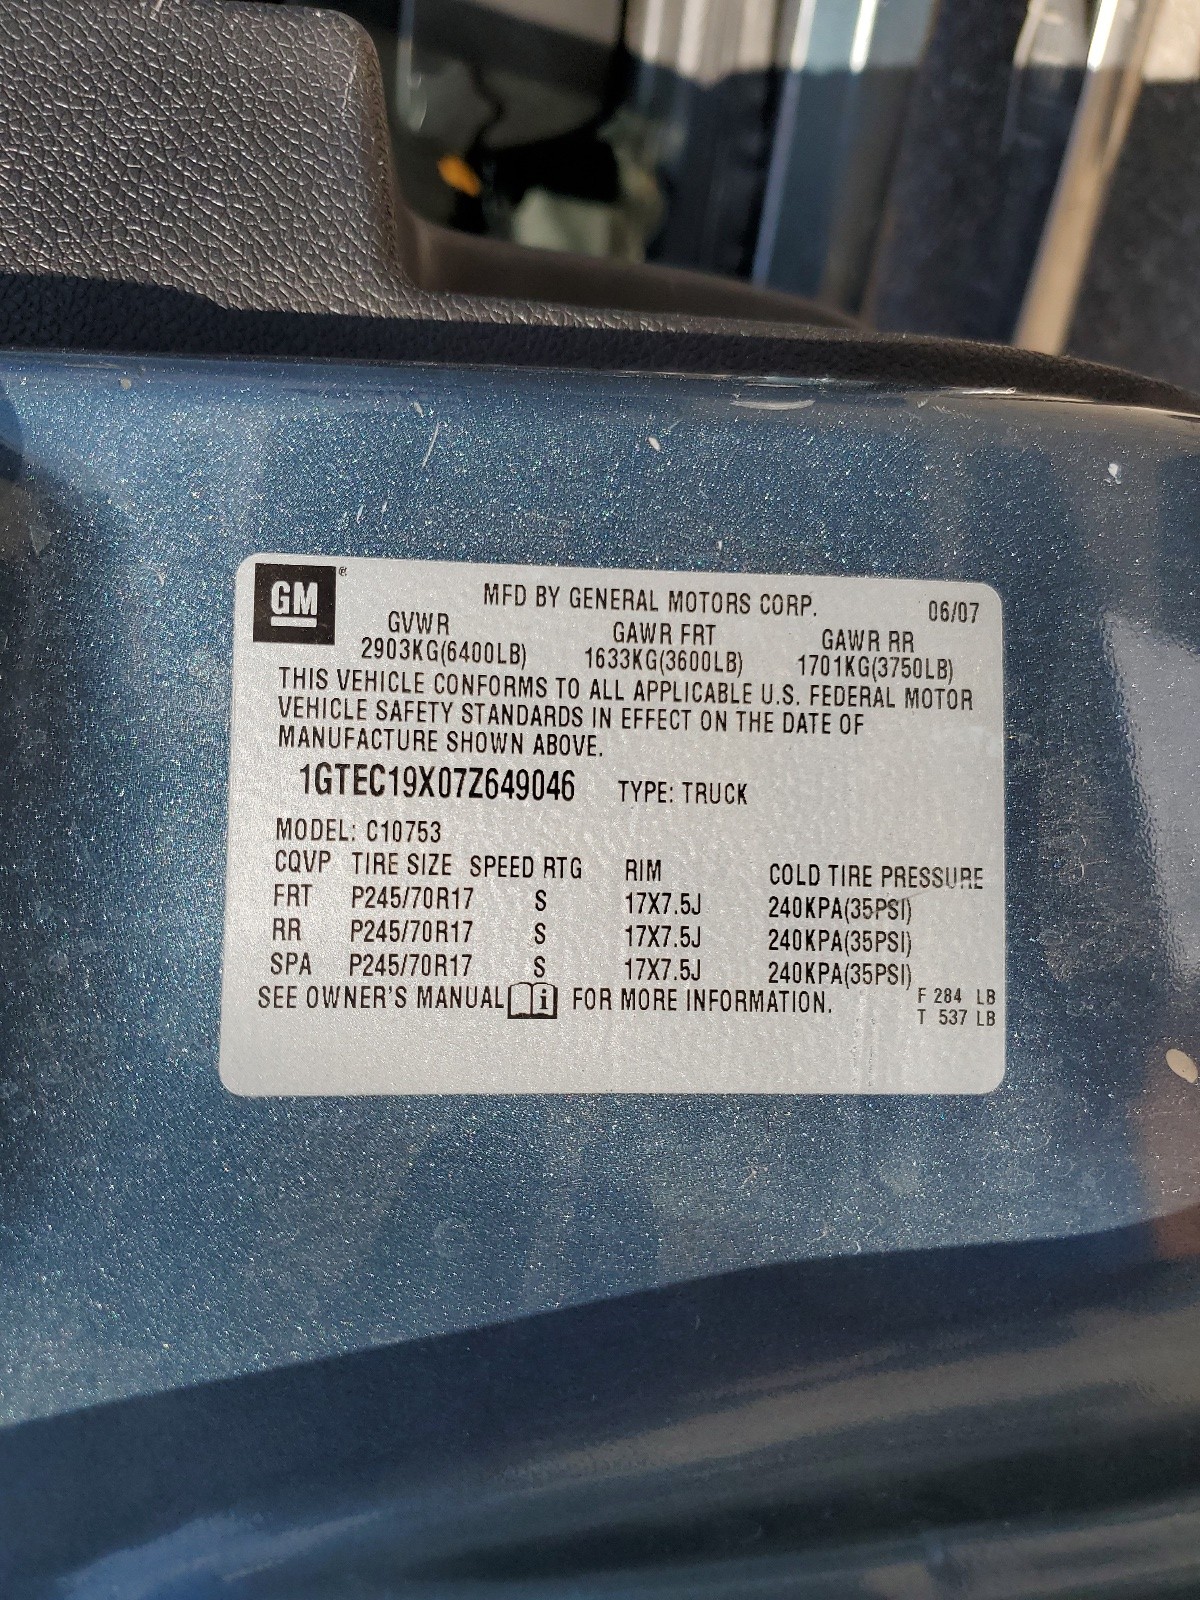 GM ®
MFD BY GENERAL MOTORS CORP. 06/07
GVWR GAWR FRT GAWR RR
2903KG(6400LB) 1633KG(3600LB) 1701KG(3750LB)
THIS VEHICLE CONFORMS TO ALL APPLICABLE U.S. FEDERAL MOTOR
VEHICLE SAFETY STANDARDS IN EFFECT ON THE DATE OF
MANUFACTURE SHOWN ABOVE.
1GTEC19X07Z649046 TYPE: TRUCK
MODEL: C10753
CQVP TIRE SIZE SPEED RTG RIM COLD TIRE PRESSURE
FRT P245/70R17 S 17X7.5J 240KPA(35PSI)
RR P245/70R17 S 17X7.5J 240KPA(35PSI)
SPA P245/70R17 S 17X7.5J 240KPA(35PSI)
SEE OWNER'S MANUAL i FOR MORE INFORMATION. F 284 LB
T 537 LB